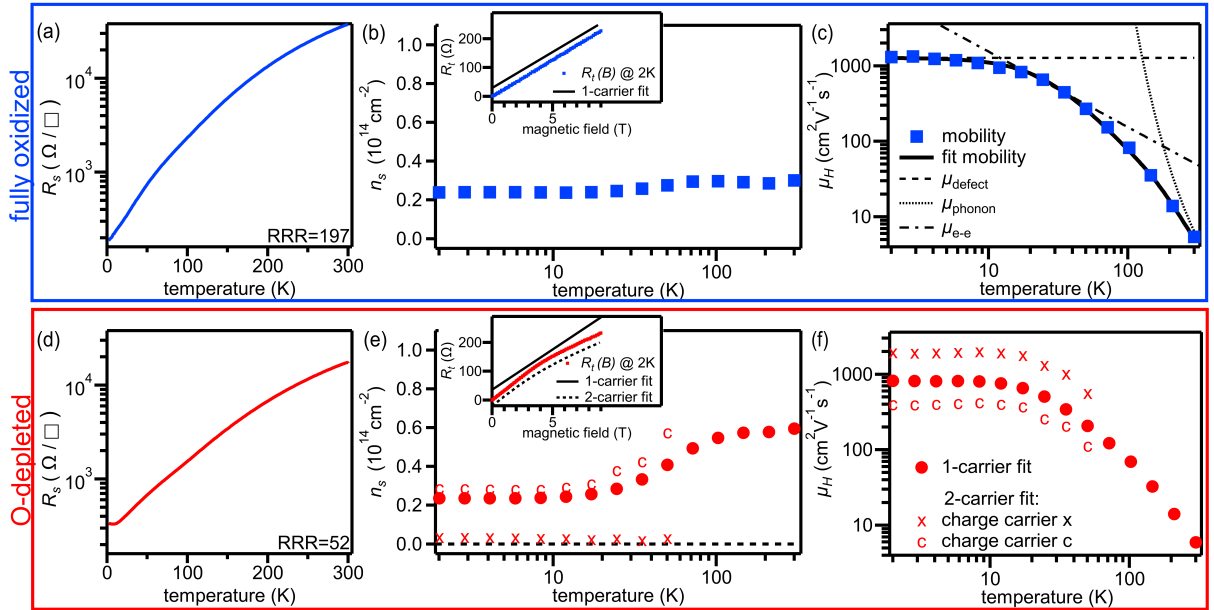 fully oxidized
(a)
R_s (Ω / □)
10^4
10^3
RRR=197
0
100
200
300
temperature (K)
(b)
n_s (10^14 cm^-2)
1.0
0.8
0.6
0.4
0.2
0.0
10
100
temperature (K)
R_t (Ω)
200
100
0
R_t (B) @ 2K
1-carrier fit
0
5
magnetic field (T)
(c)
μ_H (cm^2V^-1s^-1)
1000
100
10
mobility
fit mobility
μ_defect
μ_phonon
μ_e-e
10
100
temperature (K)
O-depleted
(d)
R_s (Ω / □)
10^4
10^3
RRR=52
0
100
200
300
temperature (K)
(e)
n_s (10^14 cm^-2)
1.0
0.8
0.6
0.4
0.2
0.0
10
100
temperature (K)
R_t (Ω)
200
100
0
R_t (B) @ 2K
1-carrier fit
2-carrier fit
0
5
magnetic field (T)
(f)
μ_H (cm^2V^-1s^-1)
1000
100
10
1-carrier fit
2-carrier fit:
x charge carrier x
c charge carrier c
10
100
temperature (K)